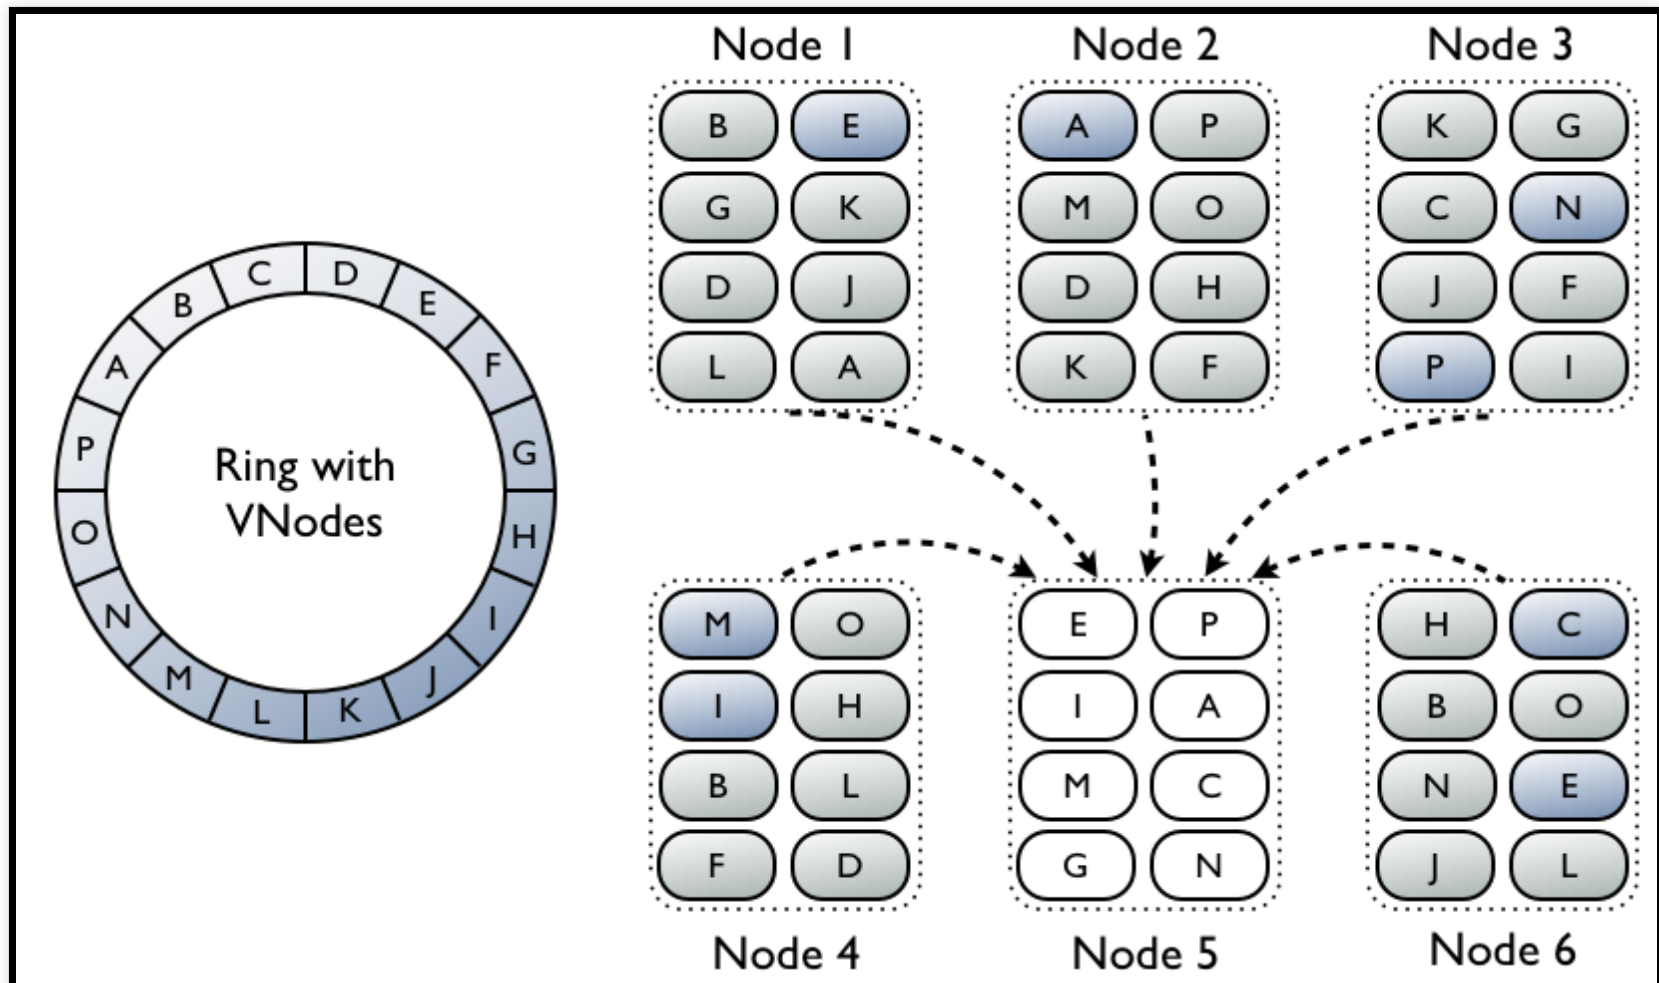 Node 1
Node 2
Node 3
B E
A P
K G
G K
M O
C N
D J
D H
J F
L A
K F
P I
C D
B E
A F
P G
Ring with
VNodes
O H
N I
M J
L K
M O
E P
H C
I H
I A
B O
B L
M C
N E
F D
G N
J L
Node 4
Node 5
Node 6